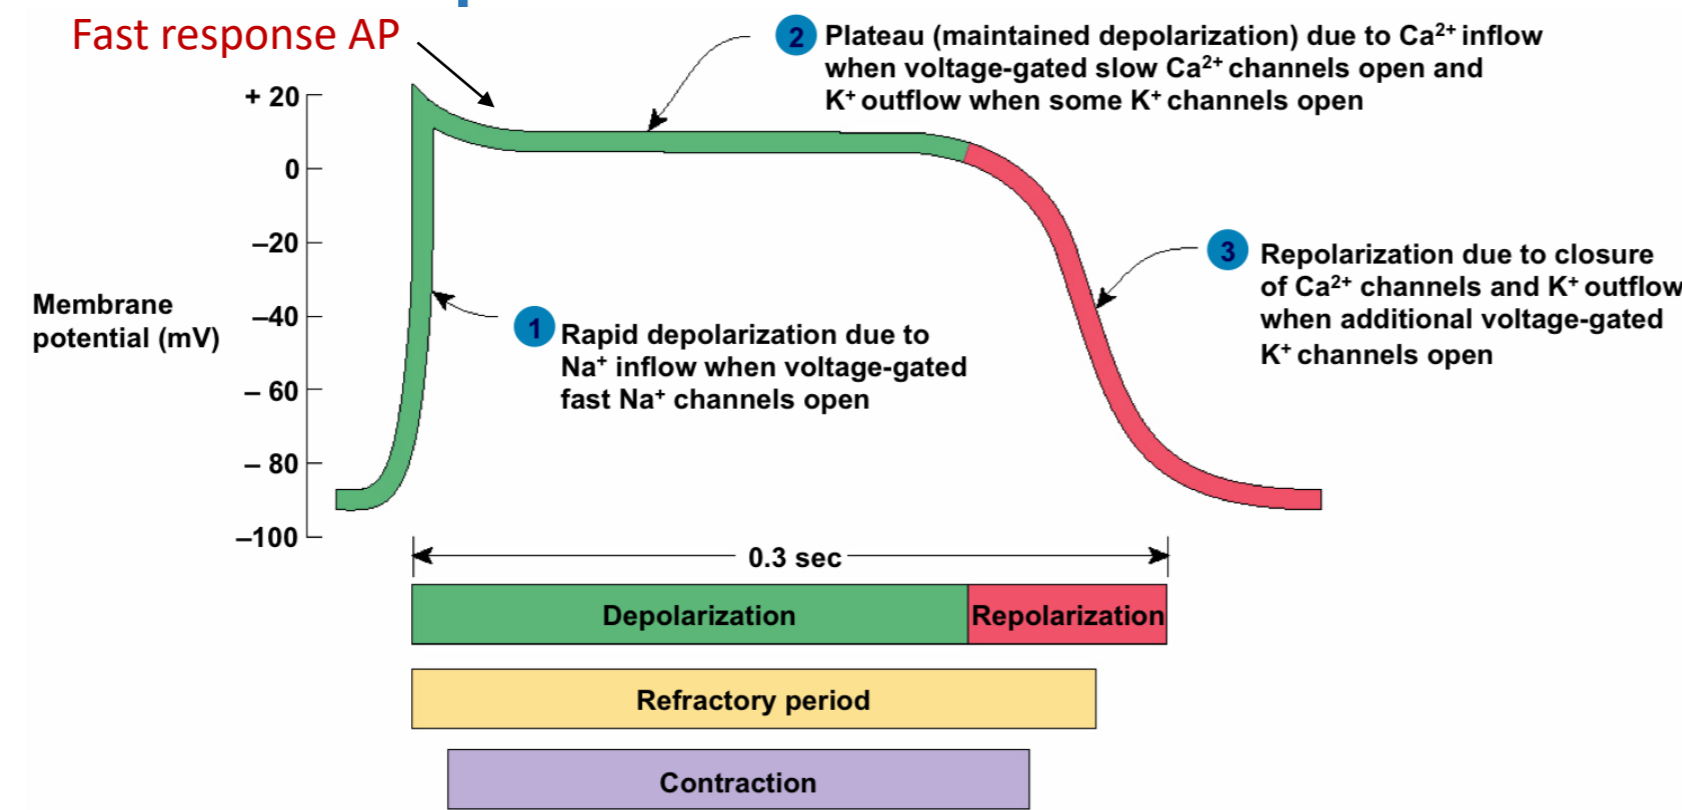 Fast response AP
2 Plateau (maintained depolarization) due to Ca²⁺ inflow
when voltage-gated slow Ca²⁺ channels open and
K⁺ outflow when some K⁺ channels open
+ 20
0
–20
–40
– 60
– 80
–100
Membrane
potential (mV)
1 Rapid depolarization due to
Na⁺ inflow when voltage-gated
fast Na⁺ channels open
3 Repolarization due to closure
of Ca²⁺ channels and K⁺ outflow
when additional voltage-gated
K⁺ channels open
0.3 sec
Depolarization
Repolarization
Refractory period
Contraction